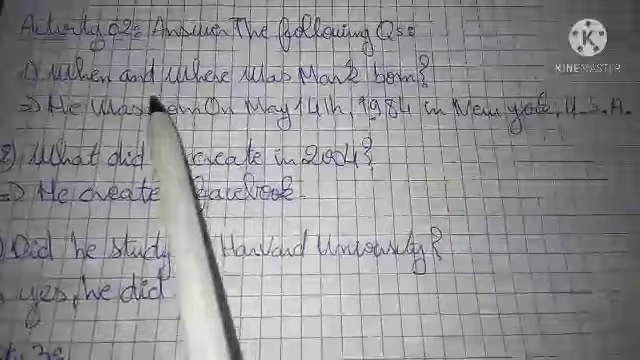 Activity 02: Answer The following Qs:
1) When and where was Mark born?
=> He was born on May 14th, 1984 in New york, U.S.A.
2) What did create in 2004?
=> He create facebook.
) Did he study Harvard University?
yes, he did
KINEMASTER